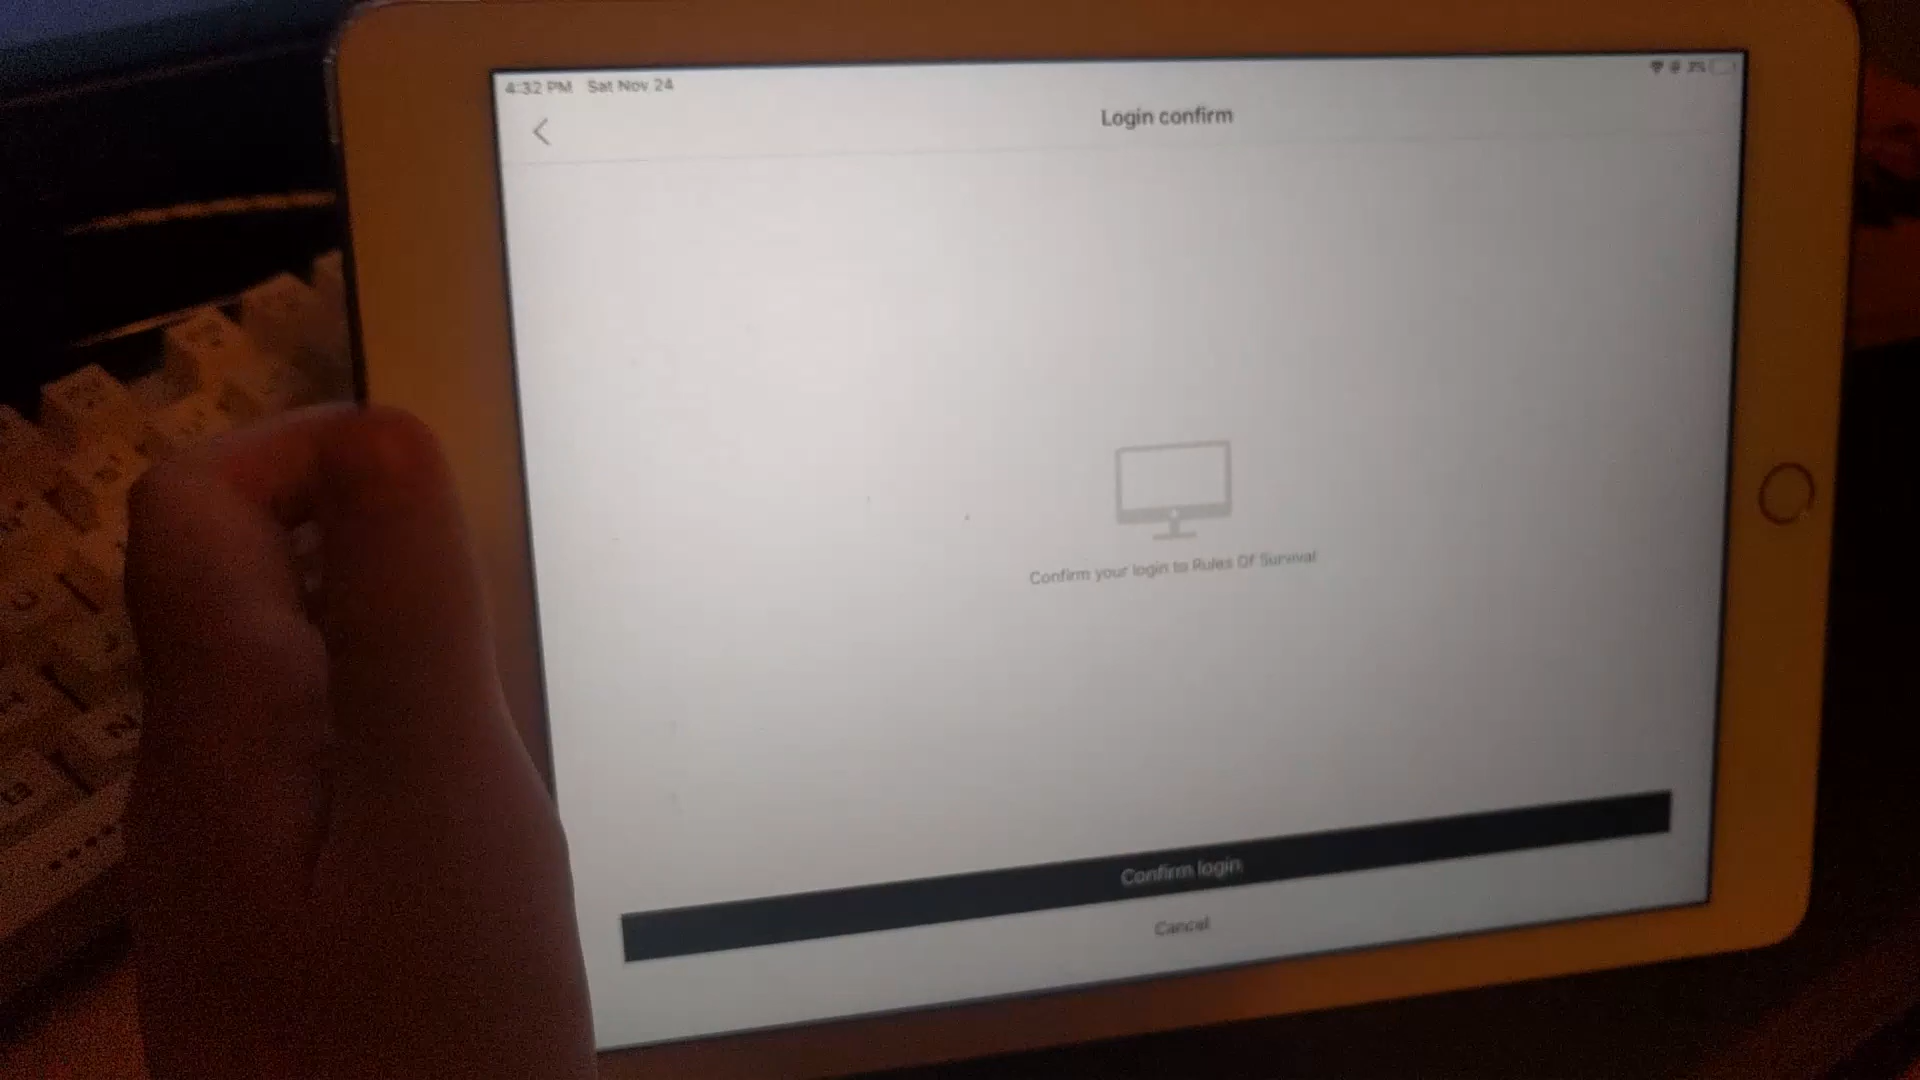 4:32 PM Sat Nov 24
Login confirm
Confirm your login to Rules Of Survival
Confirm login
Cancel